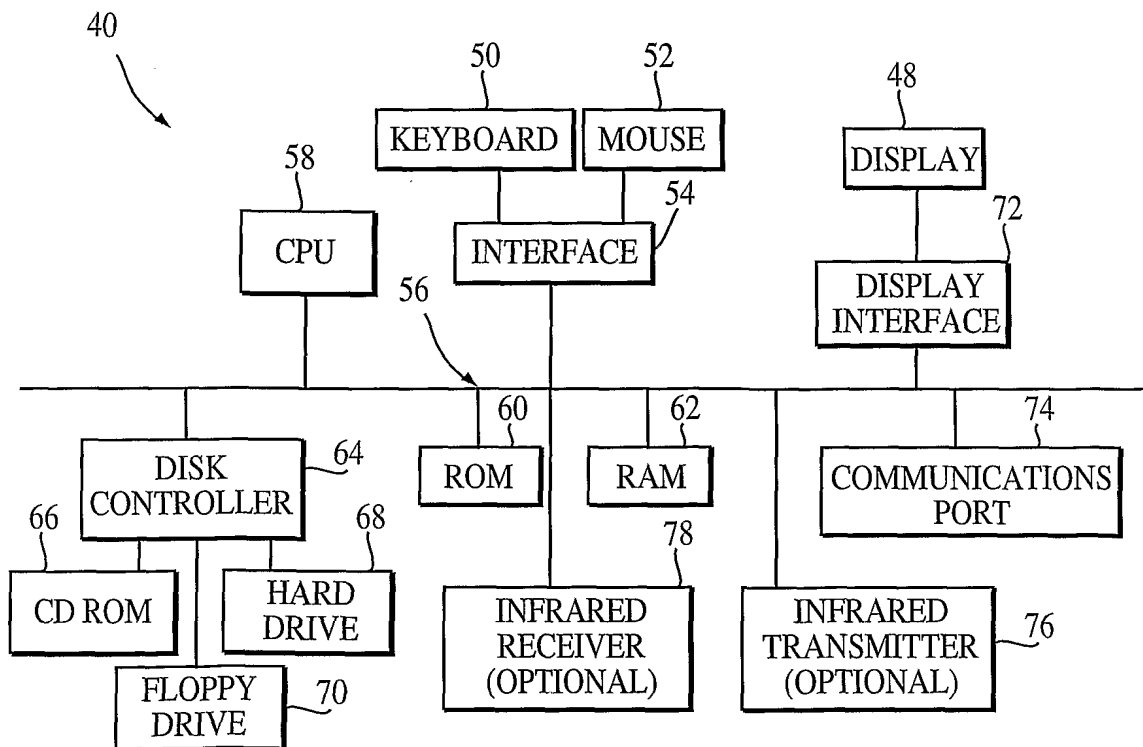 40
50
52
48
KEYBOARD
MOUSE
DISPLAY
58
54
CPU
INTERFACE
72
56
DISPLAY
INTERFACE
60
62
74
DISK
CONTROLLER
64
ROM
RAM
COMMUNICATIONS
PORT
66
68
78
CD ROM
HARD
DRIVE
INFRARED
RECEIVER
(OPTIONAL)
INFRARED
TRANSMITTER
(OPTIONAL)
76
FLOPPY
DRIVE
70